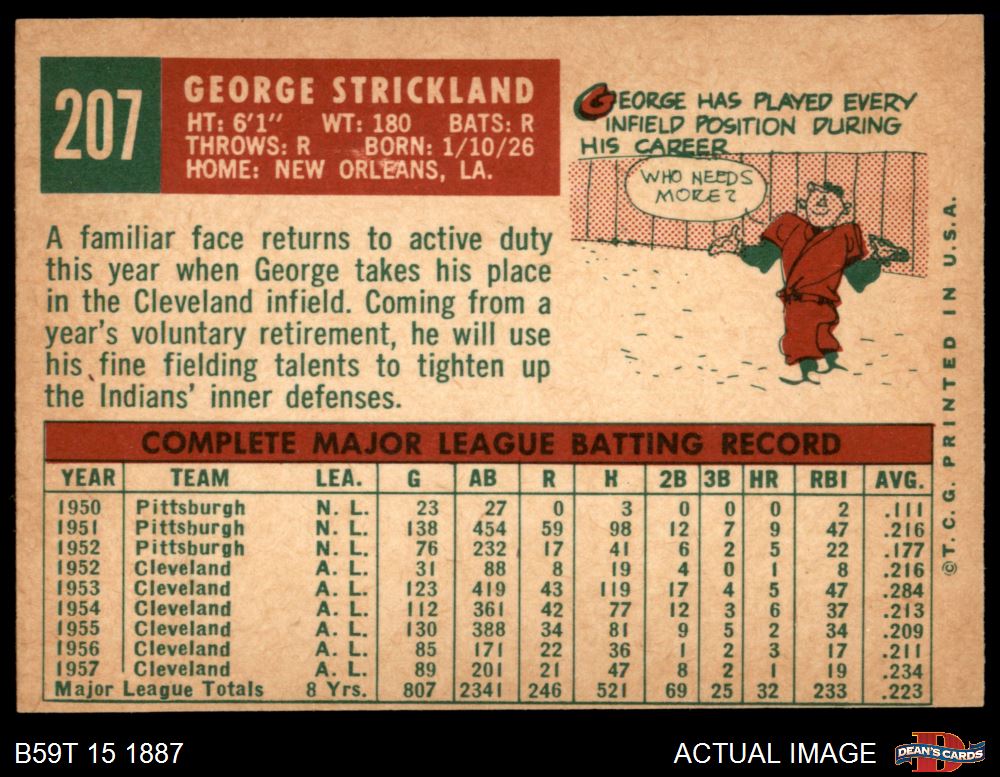 207
GEORGE STRICKLAND
HT: 6'1" WT: 180 BATS: R
THROWS: R BORN: 1/10/26
HOME: NEW ORLEANS, LA.
A familiar face returns to active duty
this year when George takes his place
in the Cleveland infield. Coming from a
year's voluntary retirement, he will use
his fine fielding talents to tighten up
the Indians' inner defenses.
GEORGE HAS PLAYED EVERY
INFIELD POSITION DURING
HIS CAREER
WHO NEEDS
MORE?
©T. C. G. PRINTED IN U. S. A.
COMPLETE MAJOR LEAGUE BATTING RECORD
YEAR TEAM LEA. G AB R H 2B 3B HR RBI AVG.
1950 Pittsburgh N. L. 23 27 0 3 0 0 0 2 .111
1951 Pittsburgh N. L. 138 454 59 98 12 7 9 47 .216
1952 Pittsburgh N. L. 76 232 17 41 6 2 5 22 .177
1952 Cleveland A. L. 31 88 8 19 4 0 1 8 .216
1953 Cleveland A. L. 123 419 43 119 17 4 5 47 .284
1954 Cleveland A. L. 112 361 42 77 12 3 6 37 .213
1955 Cleveland A. L. 130 388 34 81 9 5 2 34 .209
1956 Cleveland A. L. 85 171 22 36 1 2 3 17 .211
1957 Cleveland A. L. 89 201 21 47 8 2 1 19 .234
Major League Totals 8 Yrs. 807 2341 246 521 69 25 32 233 .223
B59T 15 1887
ACTUAL IMAGE
D
DEAN'S CARDS